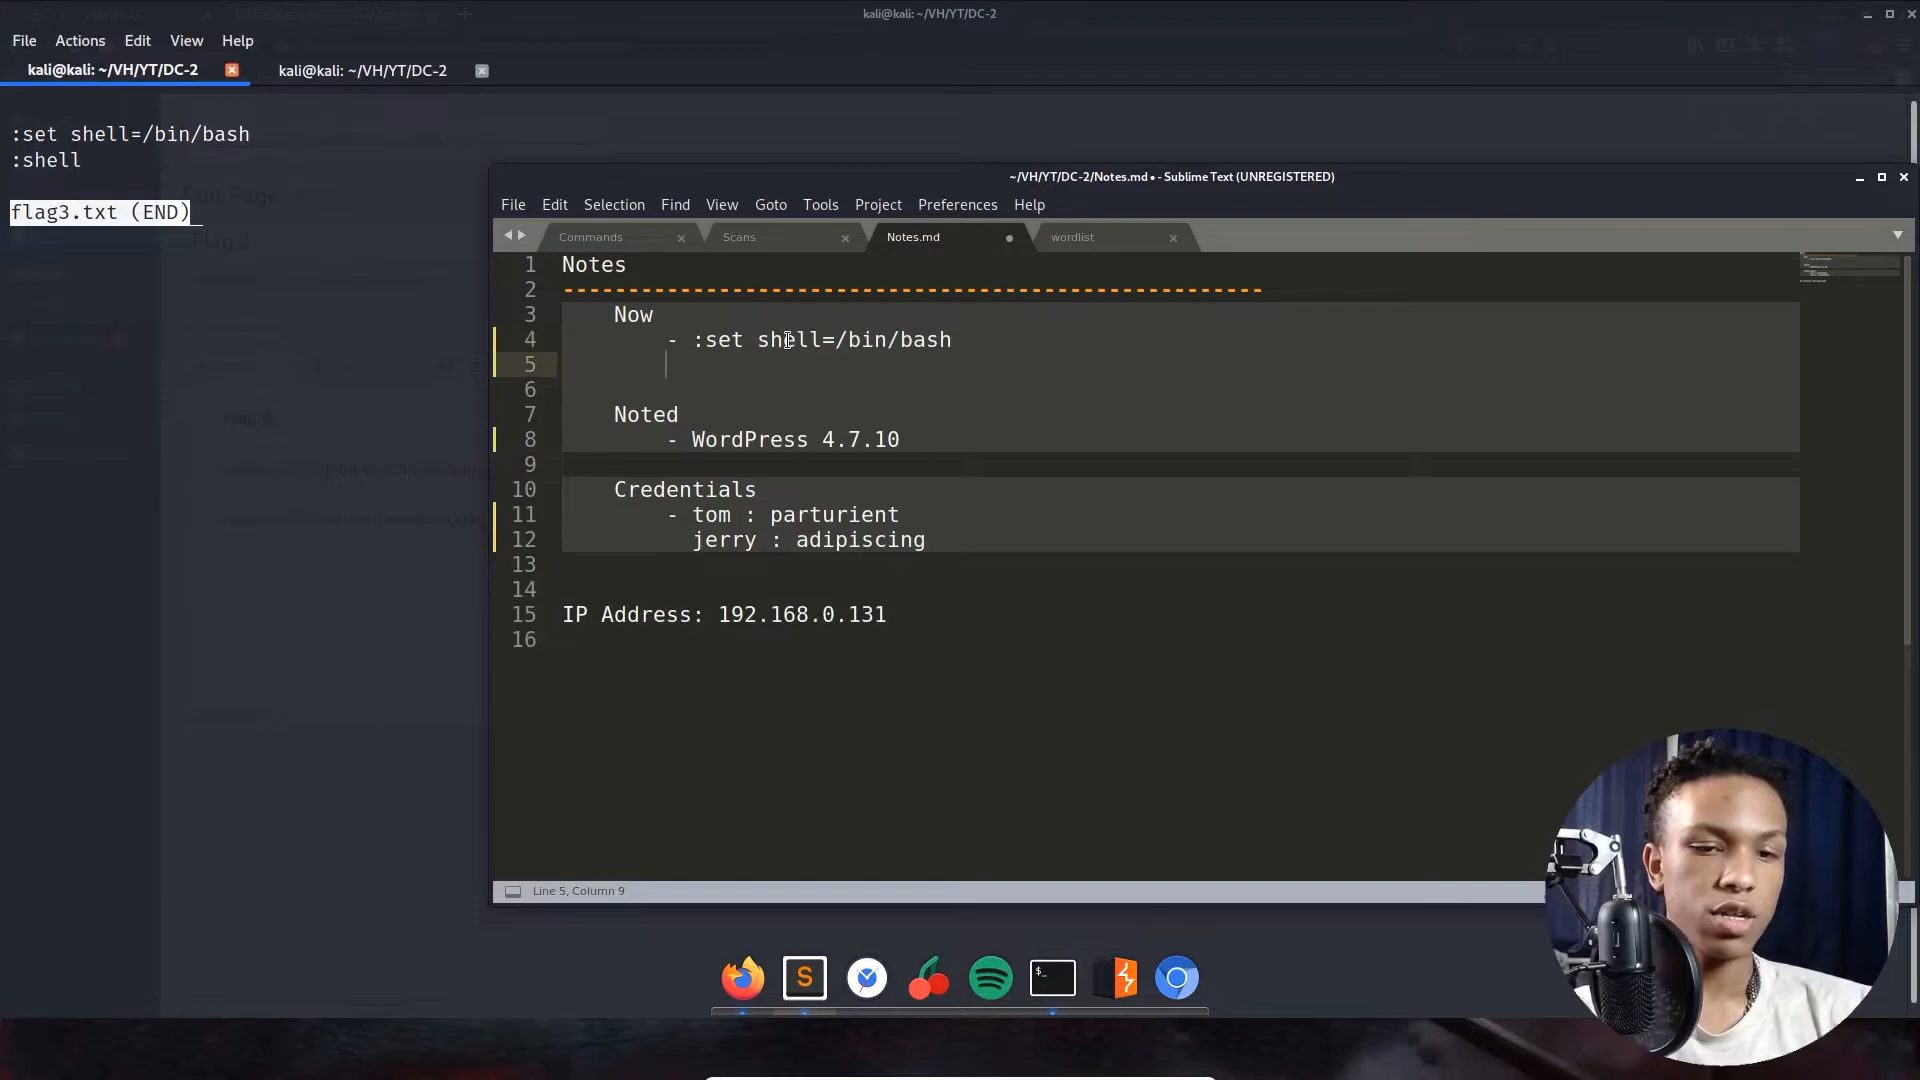 kali@kali: ~/VH/YT/DC-2
File Actions Edit View Help
kali@kali: ~/VH/YT/DC-2
kali@kali: ~/VH/YT/DC-2
:set shell=/bin/bash
:shell
flag3.txt (END)
Edit Page
Flag 2
~/VH/YT/DC-2/Notes.md • - Sublime Text (UNREGISTERED)
File Edit Selection Find View Goto Tools Project Preferences Help
Commands Scans Notes.md wordlist
1 Notes
2 ------------------------------------------------------
3 Now
4 - :set shell=/bin/bash
5
6
7 Noted
8 - WordPress 4.7.10
9
10 Credentials
11 - tom : parturient
12 jerry : adipiscing
13
14
15 IP Address: 192.168.0.131
16
Line 5, Column 9